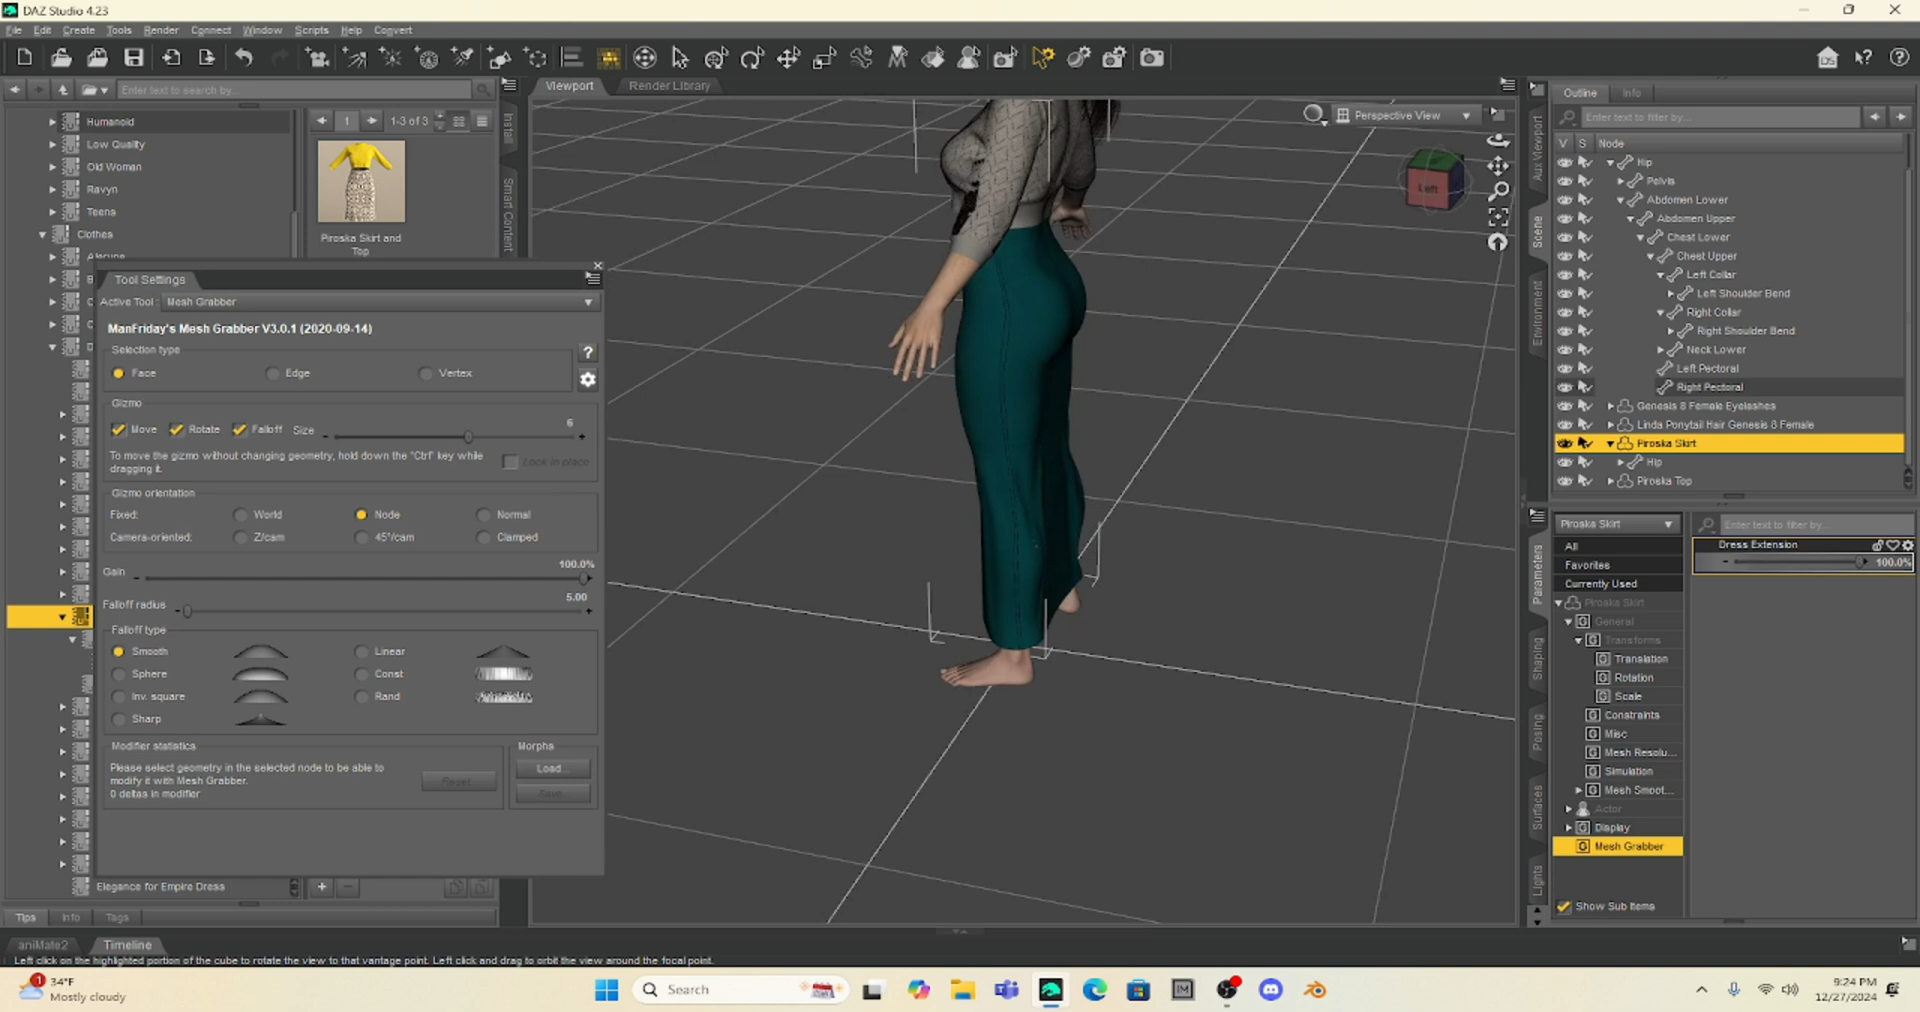 DAZ Studio 4.23
File Edit Create Tools Render Connect Window Scripts Help Convert
Enter text to search by...
Humanoid
Low Quality
Old Woman
Ravyn
Teens
Clothes
1 1-3 of 3
Piroska Skirt and
Top
Install
Smart Content
Tool Settings
Active Tool : Mesh Grabber
ManFriday's Mesh Grabber V3.0.1 (2020-09-14)
Selection type
?
Face Edge Vertex
Gizmo
Move Rotate Falloff Size 6
To move the gizmo without changing geometry, hold down the "Ctrl" key while
dragging it.
Lock in place
Gizmo orientation
Fixed: World Node Normal
Camera-oriented: Z/cam 45°/cam Clamped
Gain 100.0%
Falloff radius 5.00
Falloff type
Smooth Linear
Sphere Const
Inv. square Rand
Sharp
Modifier statistics
Please select geometry in the selected node to be able to
modify it with Mesh Grabber.
0 deltas in modifier
Reset
Morphs
Load...
Save
Elegance for Empire Dress
Tips Info Tags
aniMate2 Timeline
Left click on the highlighted portion of the cube to rotate the view to that vantage point. Left click and drag to orbit the view around the focal point.
Viewport Render Library
Perspective View
Left
Aux Viewport
Scene
Environment
Outline Info
Enter text to filter by...
V S Node
Hip
Pelvis
Abdomen Lower
Abdomen Upper
Chest Lower
Chest Upper
Left Collar
Left Shoulder Bend
Right Collar
Right Shoulder Bend
Neck Lower
Left Pectoral
Right Pectoral
Genesis 8 Female Eyelashes
Linda Ponytail Hair Genesis 8 Female
Piroska Skirt
Hip
Piroska Top
Parameters
Shaping
Posing
Surfaces
Lights
Piroska Skirt
All
Favorites
Currently Used
Piroska Skirt
General
Transforms
Translation
Rotation
Scale
Constraints
Misc
Mesh Resolu...
Simulation
Mesh Smoot...
Actor
Display
Mesh Grabber
Show Sub Items
Enter text to filter by...
Dress Extension
100.0%
1
34°F
Mostly cloudy
Search
9:24 PM
12/27/2024